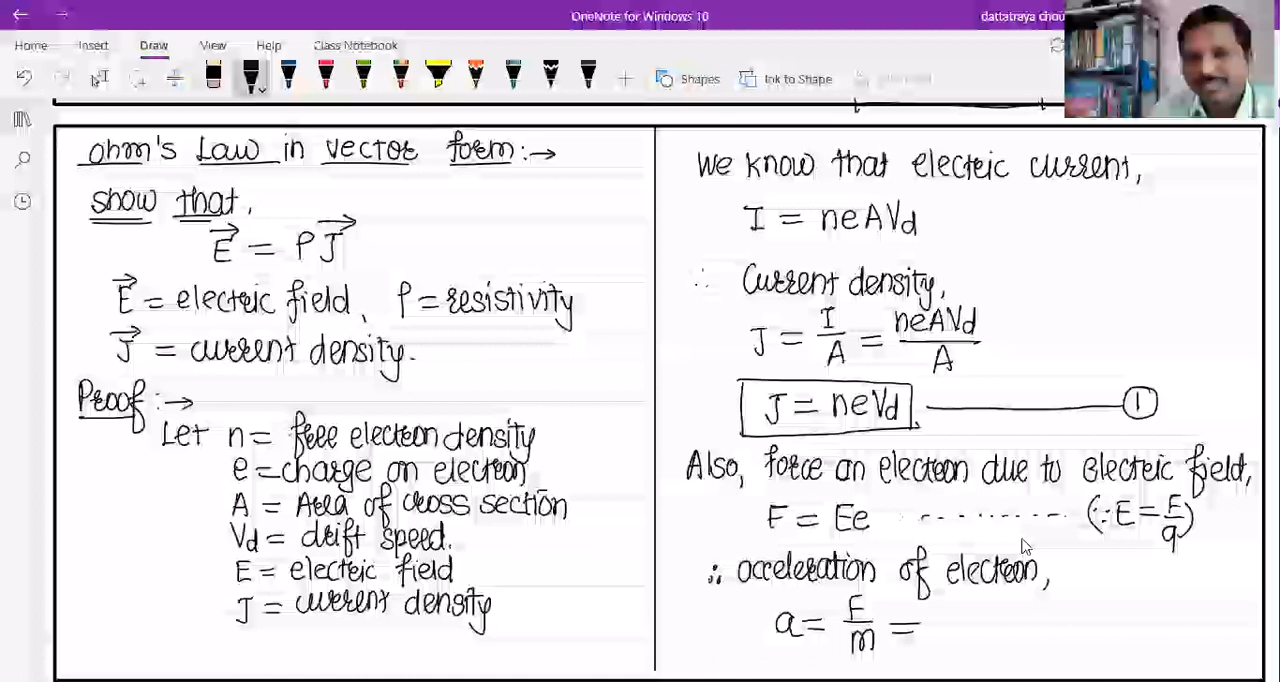 OneNote for Windows 10
dattatraya chou
Home Insert Draw View Help Class Notebook
Shapes Ink to Shape
ohm's Law in vector form :→
show that,
E⃗ = ρJ⃗
E⃗ = electric field, ρ = resistivity
J⃗ = current density.
Proof :→
Let n = free electron density
e = charge on electron
A = Area of cross section
Vd = drift speed.
E = electric field
J = current density
We know that electric current,
I = neAVd
∴ Current density,
J = I/A = neAVd/A
J = neVd. ——— ①
Also, force on electron due to electric field,
F = Ee - - - - - - - - - (∵ E = F/q)
∴ acceleration of electron,
a = F/m =